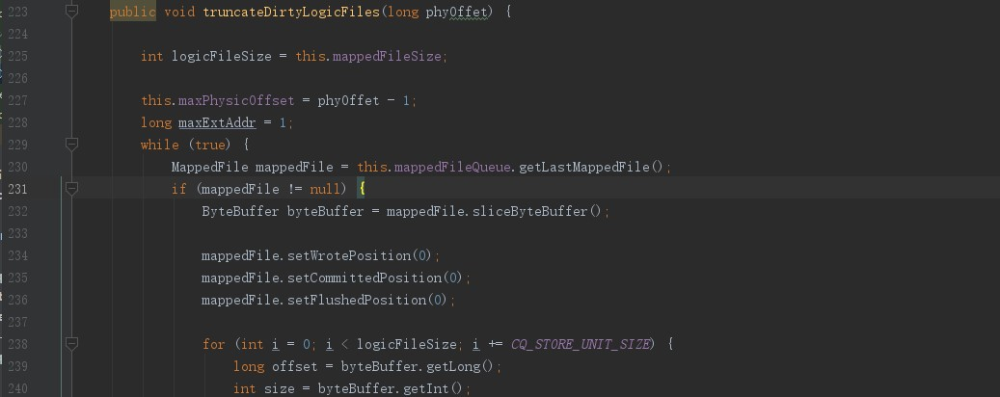 223 public void truncateDirtyLogicFiles(long phyOffet) {
224
225 int logicFileSize = this.mappedFileSize;
226
227 this.maxPhysicOffset = phyOffet - 1;
228 long maxExtAddr = 1;
229 while (true) {
230 MappedFile mappedFile = this.mappedFileQueue.getLastMappedFile();
231 if (mappedFile != null) {
232 ByteBuffer byteBuffer = mappedFile.sliceByteBuffer();
233
234 mappedFile.setWrotePosition(0);
235 mappedFile.setCommittedPosition(0);
236 mappedFile.setFlushedPosition(0);
237
238 for (int i = 0; i < logicFileSize; i += CQ_STORE_UNIT_SIZE) {
239 long offset = byteBuffer.getLong();
240 int size = byteBuffer.getInt();